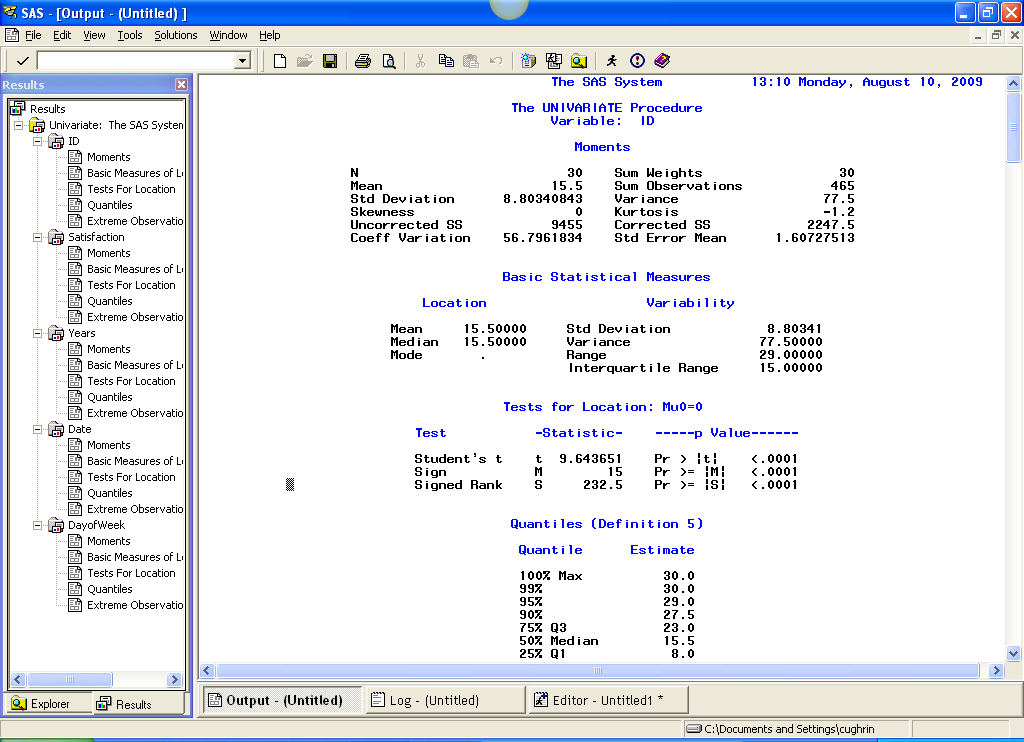 SAS - [Output - (Untitled) ]
File Edit View Tools Solutions Window Help
Results
Results
Univariate: The SAS System
ID
Moments
Basic Measures of L
Tests For Location
Quantiles
Extreme Observatio
Satisfaction
Moments
Basic Measures of L
Tests For Location
Quantiles
Extreme Observatio
Years
Moments
Basic Measures of L
Tests For Location
Quantiles
Extreme Observatio
Date
Moments
Basic Measures of L
Tests For Location
Quantiles
Extreme Observatio
DayofWeek
Moments
Basic Measures of L
Tests For Location
Quantiles
Extreme Observatio
Explorer
Results
The SAS System 13:10 Monday, August 10, 2009
The UNIVARIATE Procedure
Variable: ID
Moments
N 30 Sum Weights 30
Mean 15.5 Sum Observations 465
Std Deviation 8.80340843 Variance 77.5
Skewness 0 Kurtosis -1.2
Uncorrected SS 9455 Corrected SS 2247.5
Coeff Variation 56.7961834 Std Error Mean 1.60727513
Basic Statistical Measures
Location Variability
Mean 15.50000 Std Deviation 8.80341
Median 15.50000 Variance 77.50000
Mode . Range 29.00000
Interquartile Range 15.00000
Tests for Location: Mu0=0
Test -Statistic- -----p Value------
Student's t t 9.643651 Pr > |t| <.0001
Sign M 15 Pr >= |M| <.0001
Signed Rank S 232.5 Pr >= |S| <.0001
Quantiles (Definition 5)
Quantile Estimate
100% Max 30.0
99% 30.0
95% 29.0
90% 27.5
75% Q3 23.0
50% Median 15.5
25% Q1 8.0
Output - (Untitled)
Log - (Untitled)
Editor - Untitled1 *
C:\Documents and Settings\cughrin